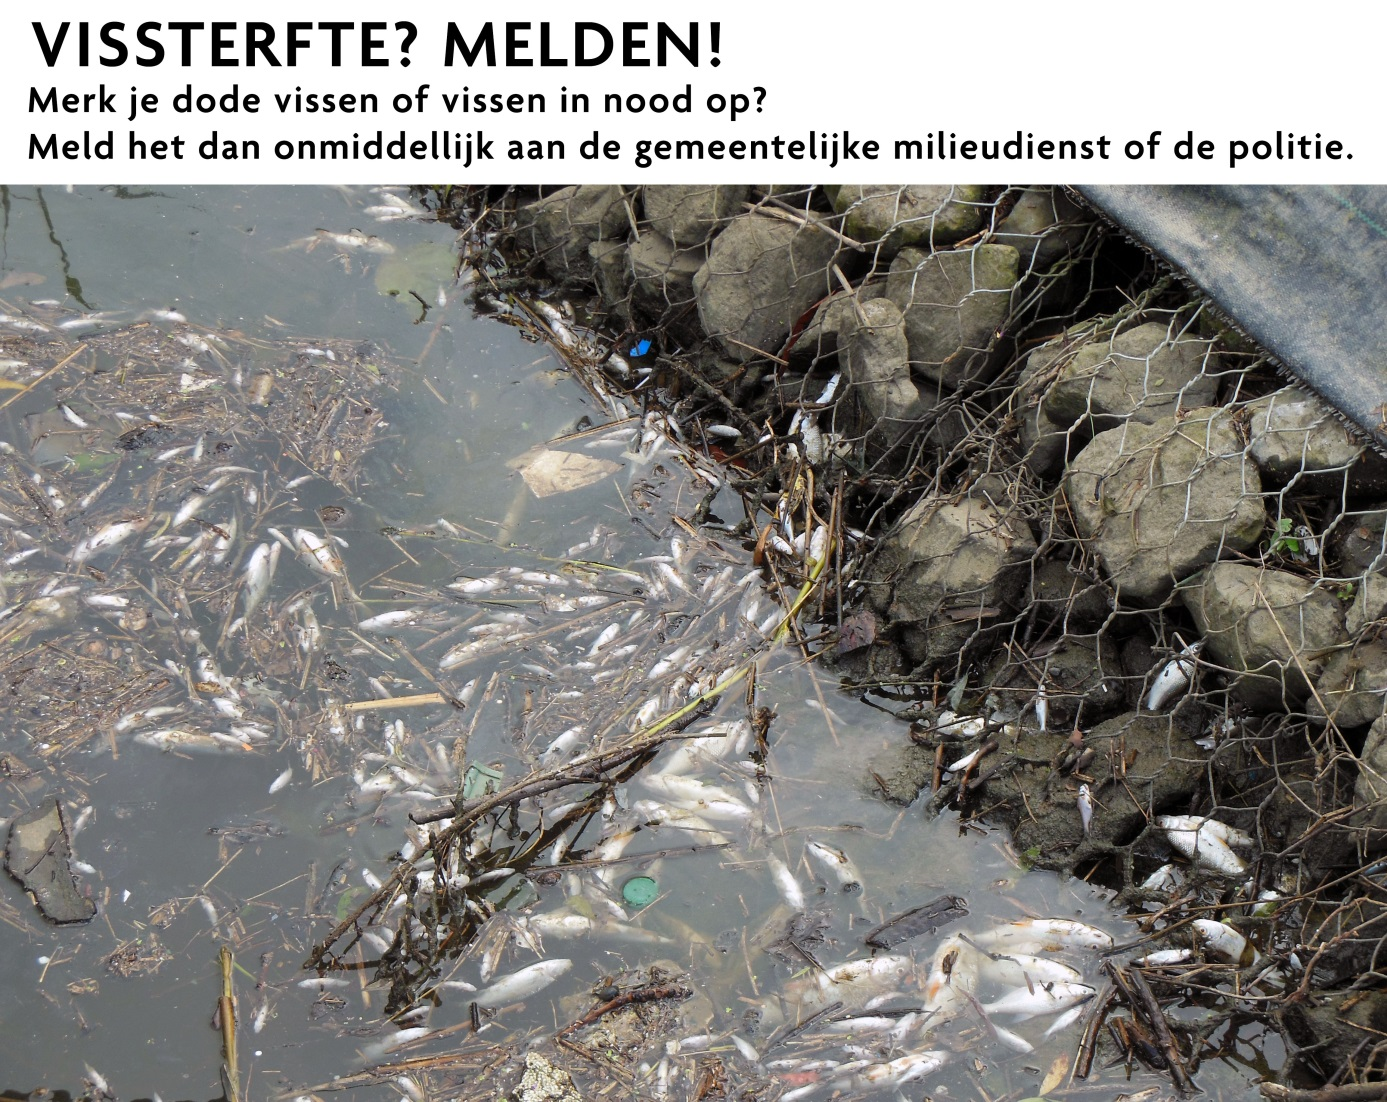 VISSTERFTE? MELDEN!
Merk je dode vissen of vissen in nood op?
Meld het dan onmiddellijk aan de gemeentelijke milieudienst of de politie.